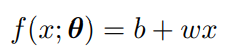 f(x; θ) = b + wx